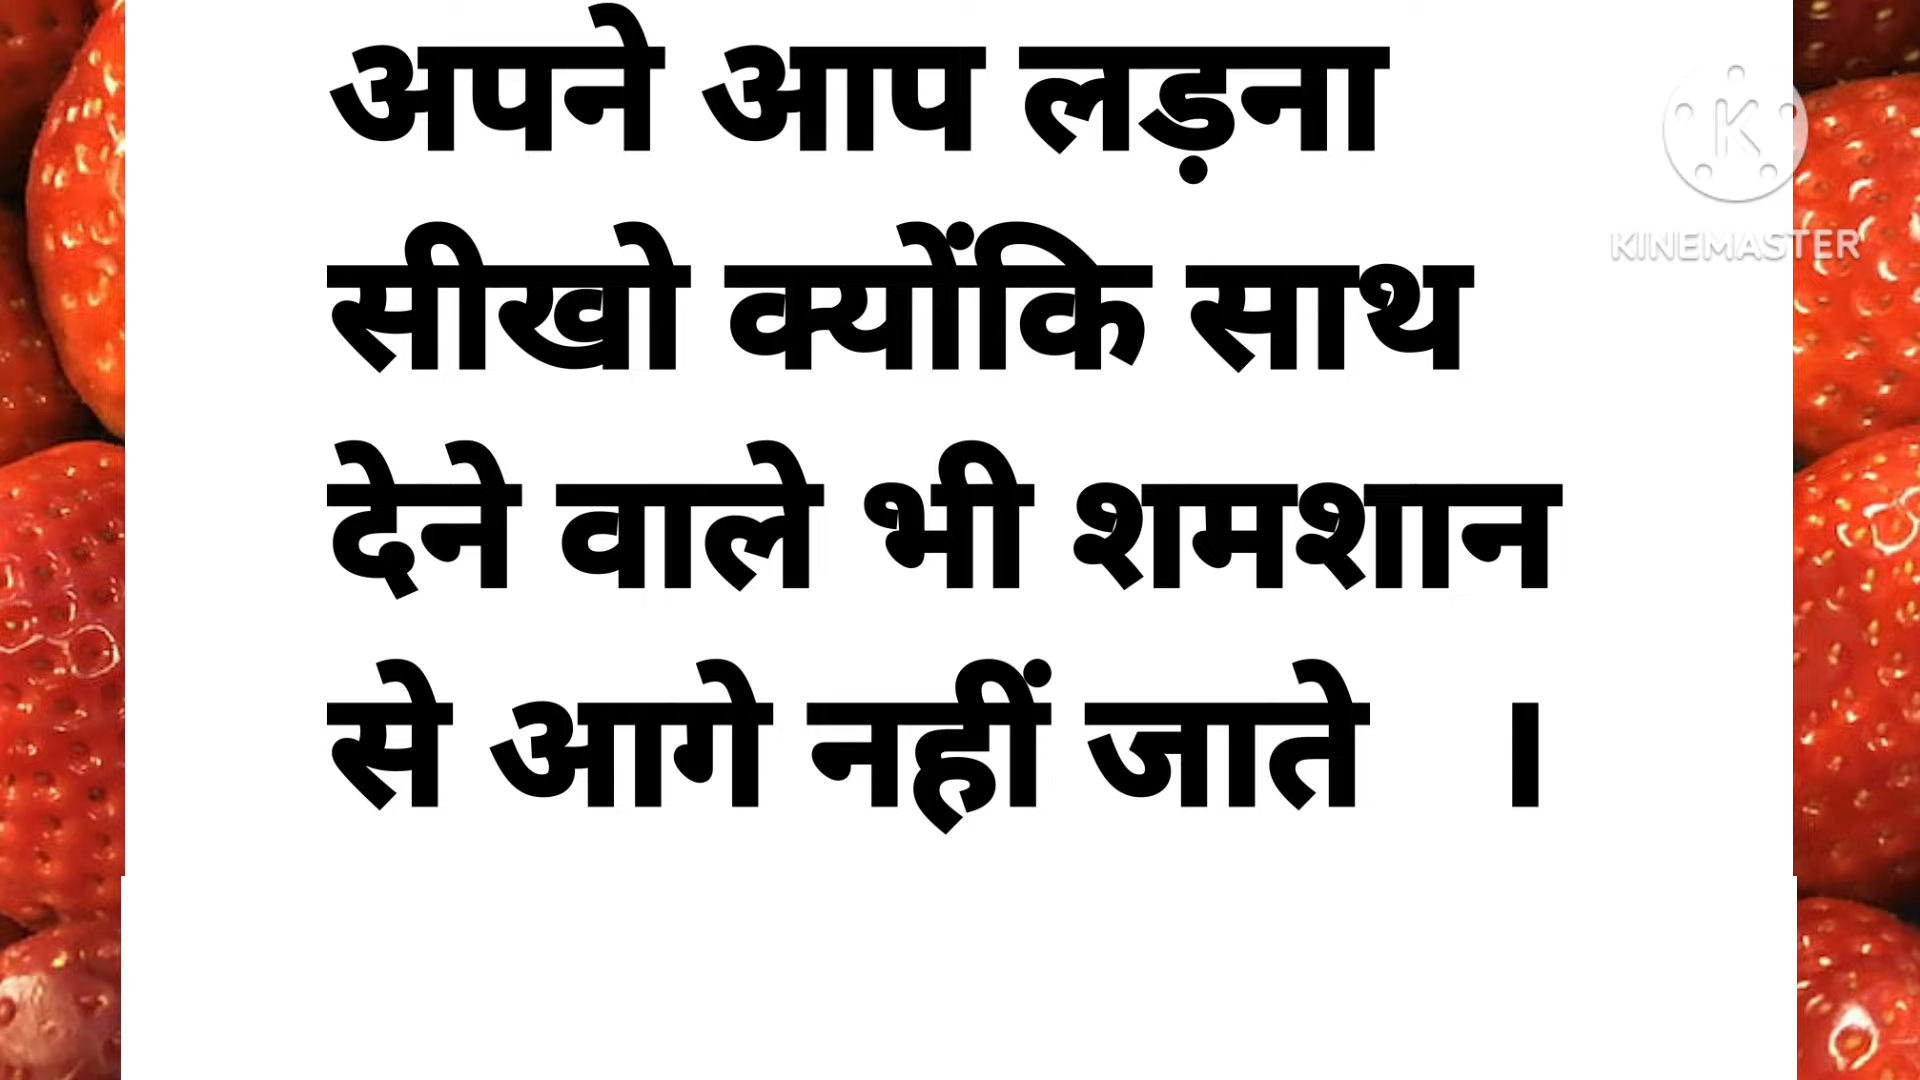 अपने आप लड़ना
K
KINEMASTER
सीखो क्योंकि साथ
देने वाले भी शमशान
से आगे नहीं जाते ।